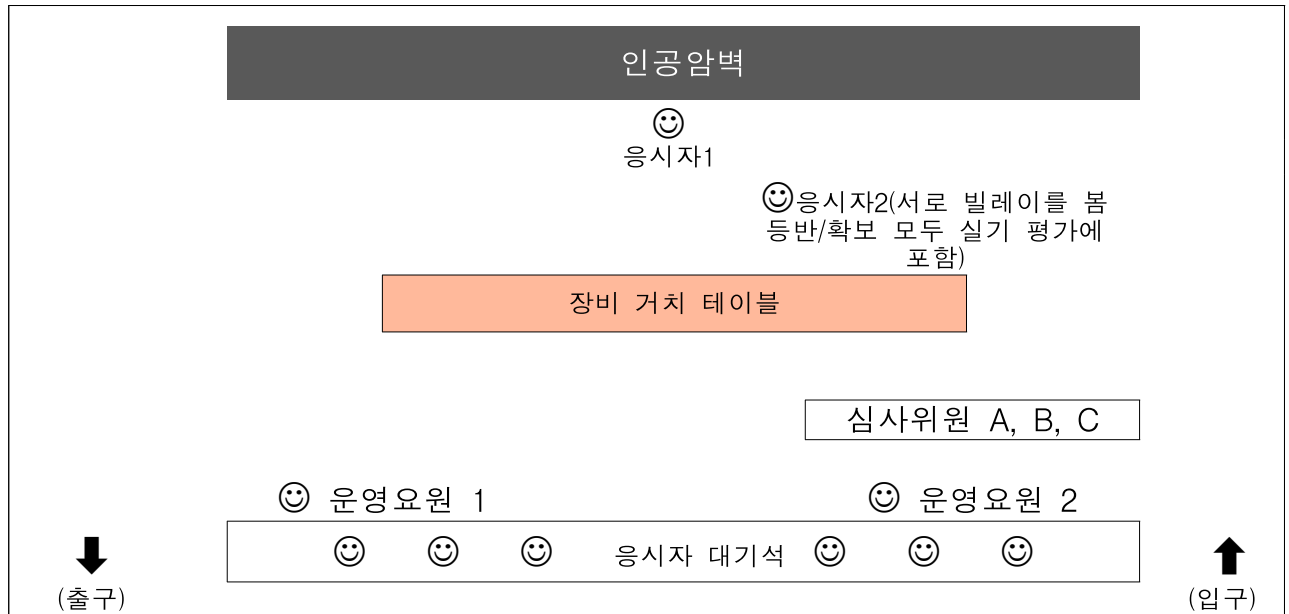 인공암벽
응시자1
응시자2(서로 빌레이를 봄
등반/확보 모두 실기 평가에
포함)
장비 거치 테이블
심사위원 A, B, C
운영요원 1
운영요원 2
응시자 대기석
(출구)
(입구)